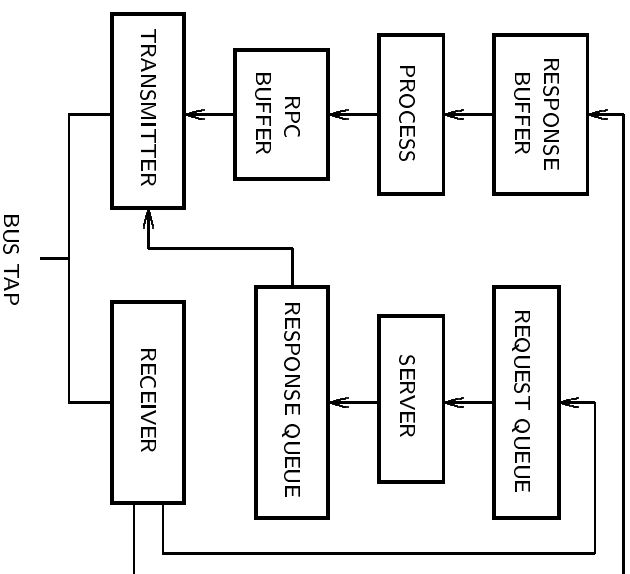 RESPONSE
BUFFER
REQUEST QUEUE
PROCESS
SERVER
RPC
BUFFER
RESPONSE QUEUE
TRANSMITTER
RECEIVER
BUS TAP